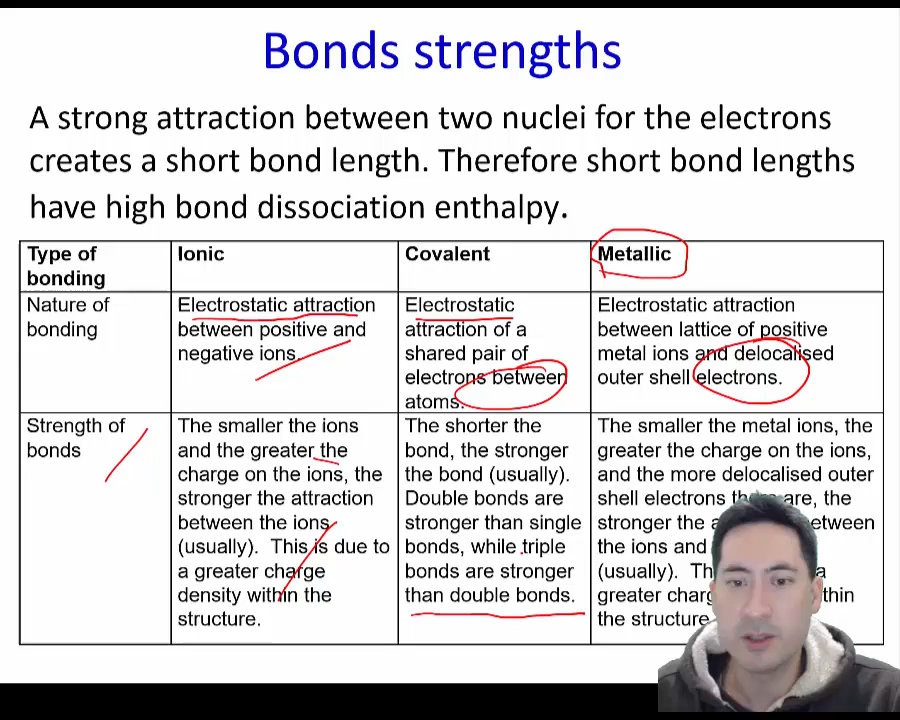 Bonds strengths
A strong attraction between two nuclei for the electrons
creates a short bond length. Therefore short bond lengths
have high bond dissociation enthalpy.
Type of
bonding
Ionic
Covalent
Metallic
Nature of
bonding
Electrostatic attraction
between positive and
negative ions.
Electrostatic
attraction of a
shared pair of
electrons between
atoms.
Electrostatic attraction
between lattice of positive
metal ions and delocalised
outer shell electrons.
Strength of
bonds
The smaller the ions
and the greater the
charge on the ions, the
stronger the attraction
between the ions
(usually). This is due to
a greater charge
density within the
structure.
The shorter the
bond, the stronger
the bond (usually).
Double bonds are
stronger than single
bonds, while triple
bonds are stronger
than double bonds.
The smaller the metal ions, the
greater the charge on the ions,
and the more delocalised outer
shell electrons are, the
stronger the
the ions and
(usually). a
greater
the structure